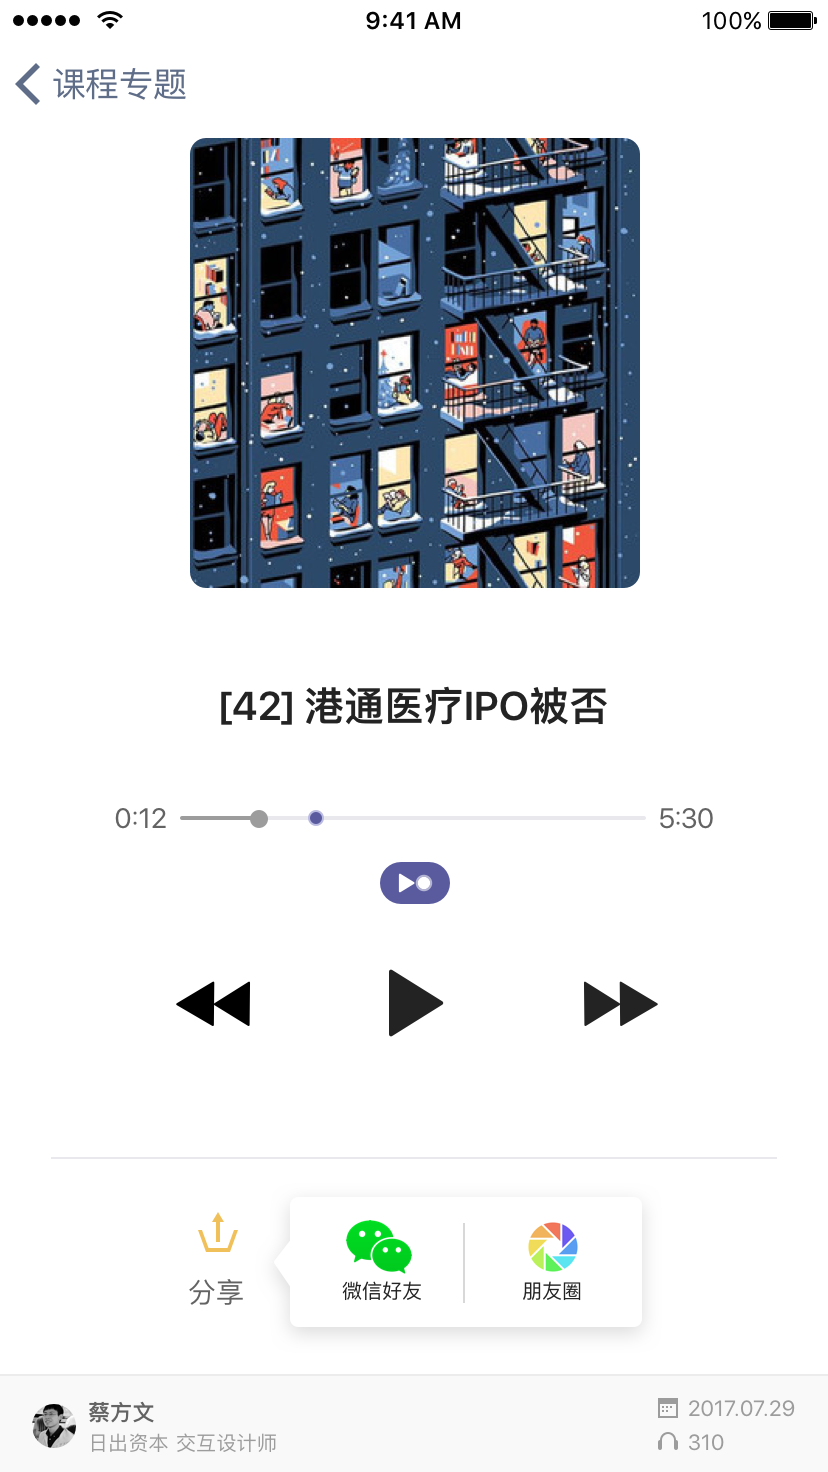 9:41 AM 100%
课程专题
[42] 港通医疗IPO被否
0:12 5:30
分享 微信好友 朋友圈
蔡方文 2017.07.29
日出资本 交互设计师 310